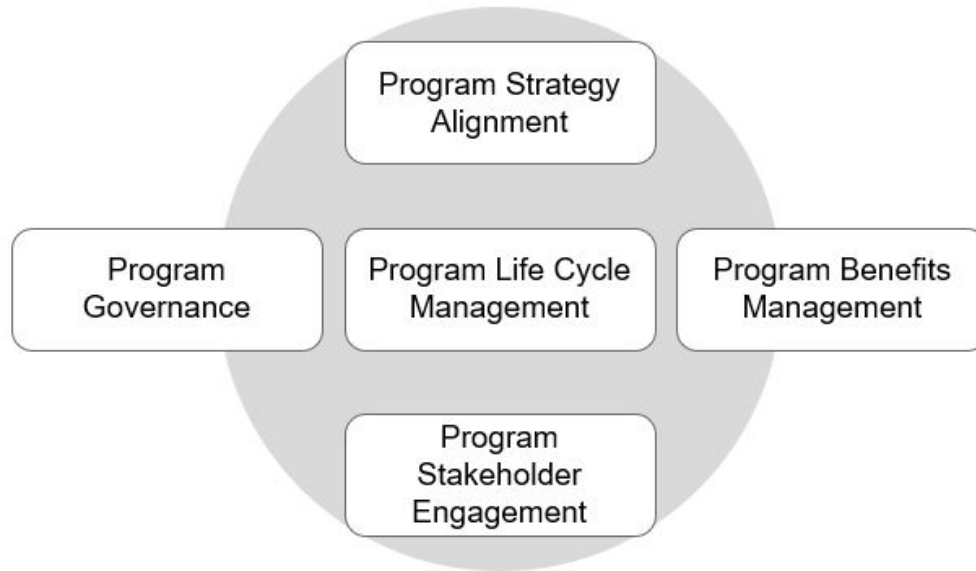 Program Strategy
Alignment
Program
Governance
Program Life Cycle
Management
Program Benefits
Management
Program
Stakeholder
Engagement